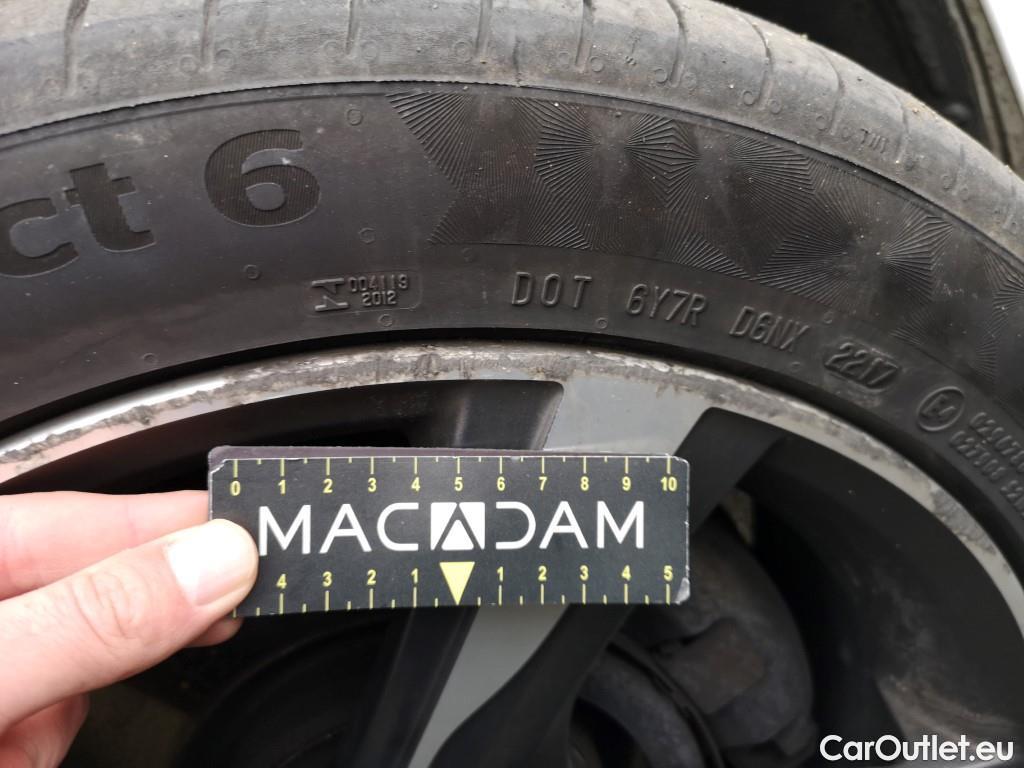 ct 6
TWI
004119
2012
DOT 6Y7R D6NX 2217
0 1 2 3 4 5 6 7 8 9 10
MACADAM
4 3 2 1 1 2 3 4 5
CarOutlet.eu